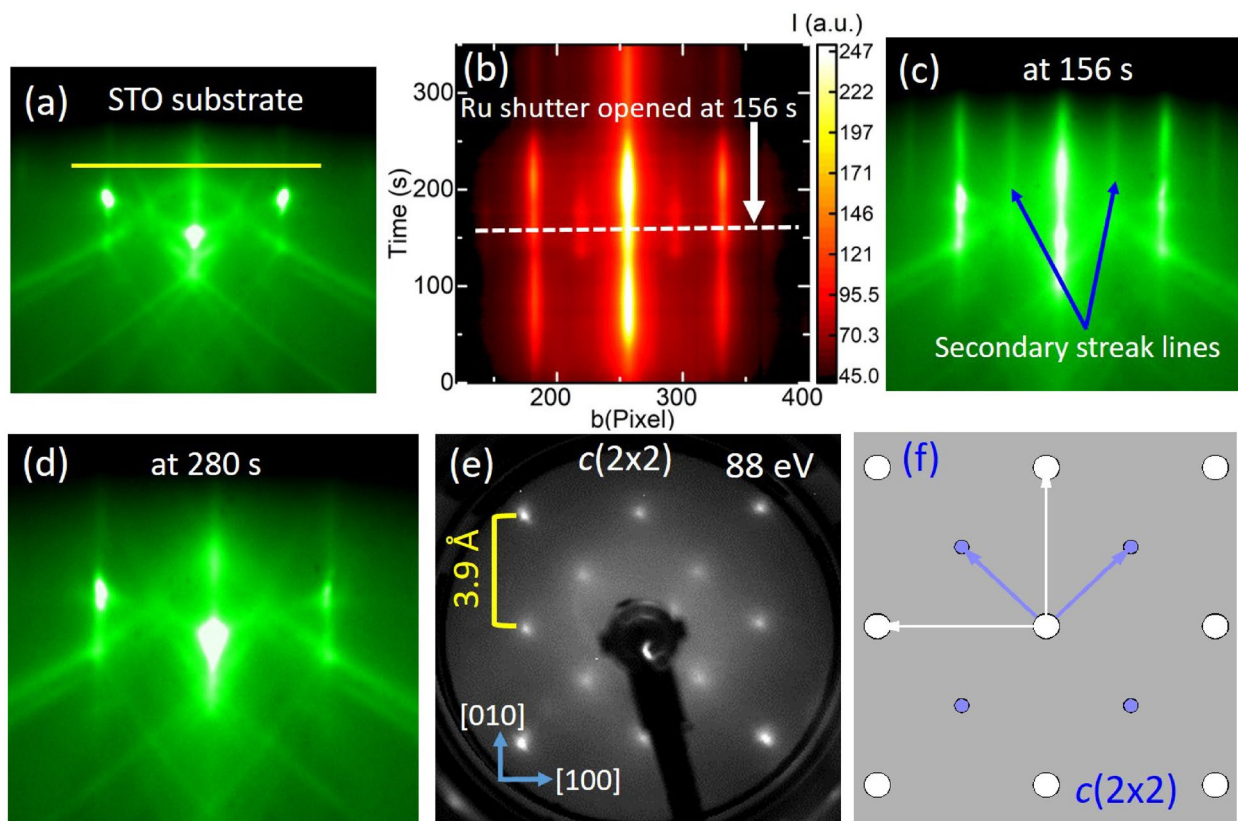 (a)
STO substrate
(b)
Ru shutter opened at 156 s
Time (s)
300
200
100
0
200
300
400
b(Pixel)
I (a.u.)
247
222
197
171
146
121
95.5
70.3
45.0
(c)
at 156 s
Secondary streak lines
(d)
at 280 s
(e)
c(2x2)
88 eV
3.9 Å
[010]
[100]
(f)
c(2x2)